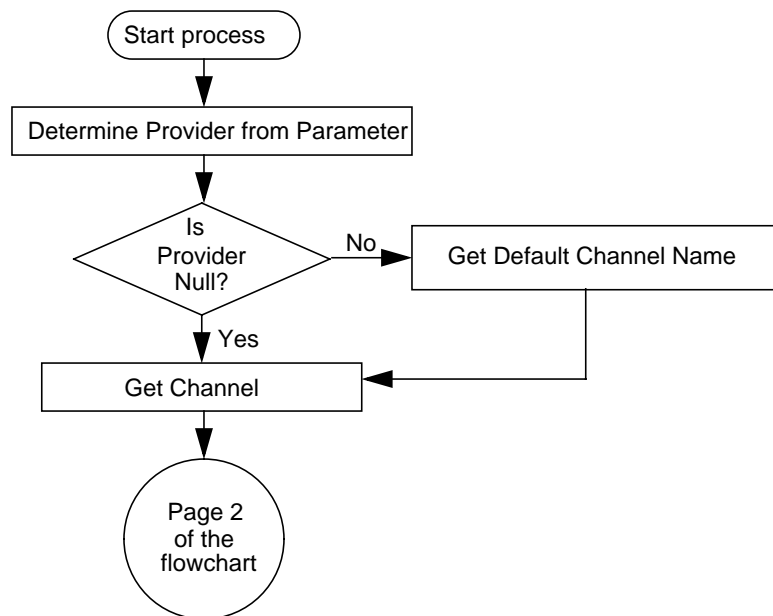 Start process
Determine Provider from Parameter
Is
Provider
Null?
No
Get Default Channel Name
Yes
Get Channel
Page 2
of the
flowchart